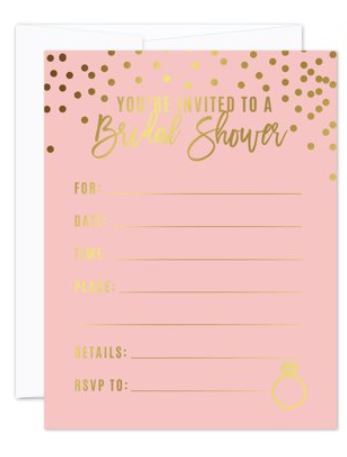 YOU'RE INVITED TO A
Bridal Shower
FOR:
DATE:
TIME:
PLACE:
DETAILS:
RSVP TO: